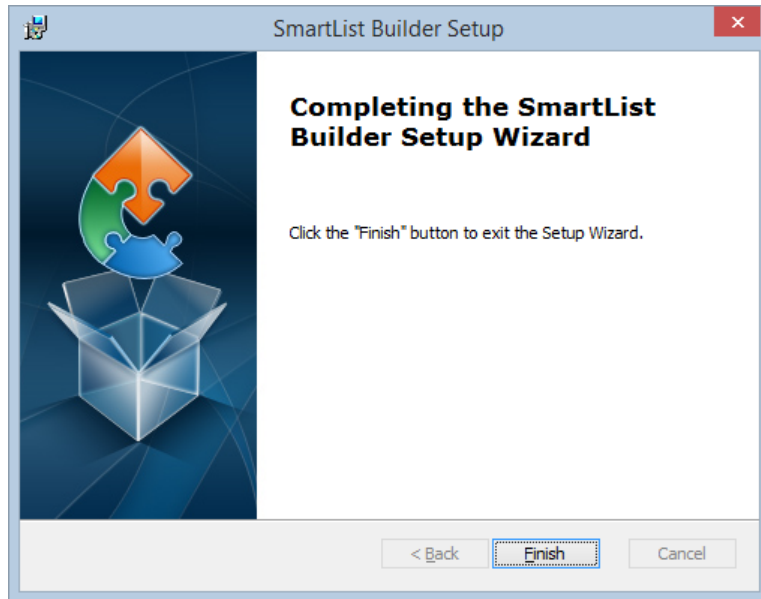 SmartList Builder Setup
Completing the SmartList
Builder Setup Wizard
Click the "Finish" button to exit the Setup Wizard.
< Back
Finish
Cancel